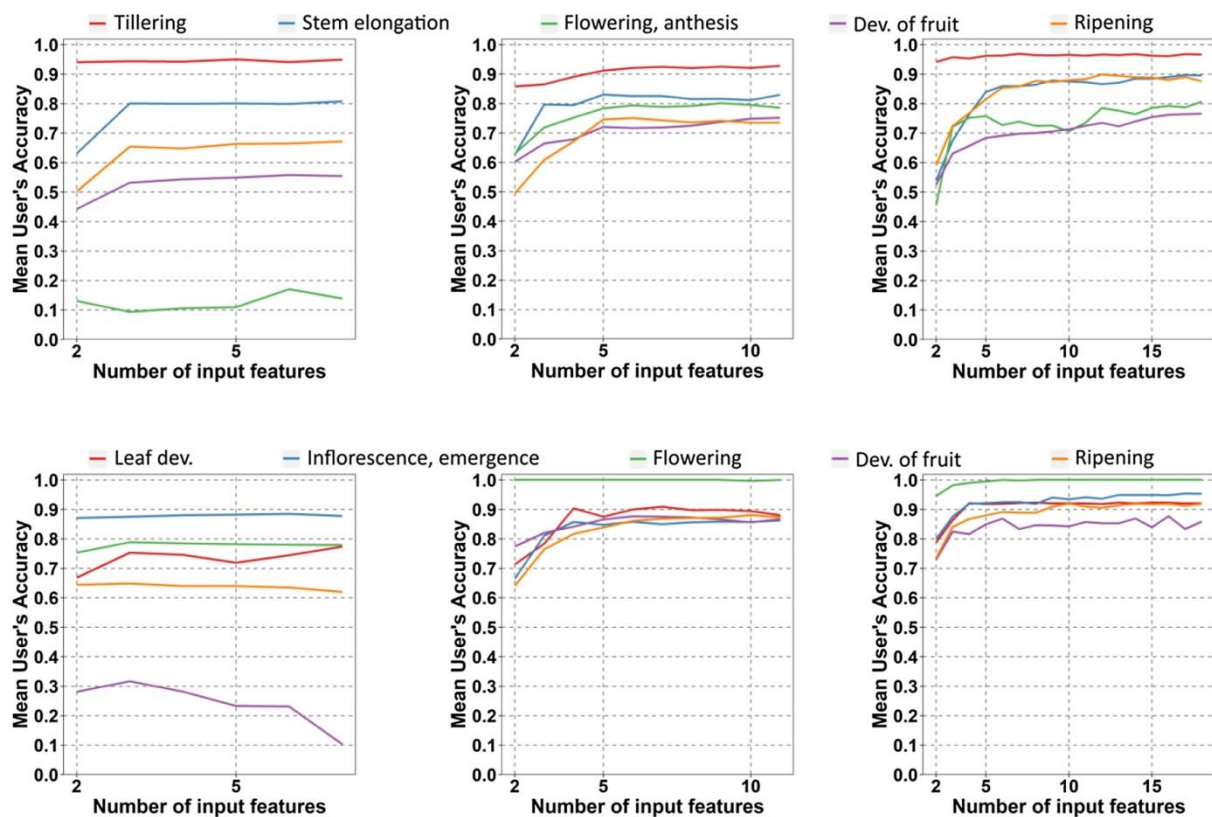 Tillering Stem elongation Flowering, anthesis Dev. of fruit Ripening
1.0 0.9 0.8 0.7 0.6 0.5 0.4 0.3 0.2 0.1 0.0
Mean User's Accuracy
2 5
Number of input features
1.0 0.9 0.8 0.7 0.6 0.5 0.4 0.3 0.2 0.1 0.0
Mean User's Accuracy
2 5 10
Number of input features
1.0 0.9 0.8 0.7 0.6 0.5 0.4 0.3 0.2 0.1 0.0
Mean User's Accuracy
2 5 10 15
Number of input features
Leaf dev. Inflorescence, emergence Flowering Dev. of fruit Ripening
1.0 0.9 0.8 0.7 0.6 0.5 0.4 0.3 0.2 0.1 0.0
Mean User's Accuracy
2 5
Number of input features
1.0 0.9 0.8 0.7 0.6 0.5 0.4 0.3 0.2 0.1 0.0
Mean User's Accuracy
2 5 10
Number of input features
1.0 0.9 0.8 0.7 0.6 0.5 0.4 0.3 0.2 0.1 0.0
Mean User's Accuracy
2 5 10 15
Number of input features